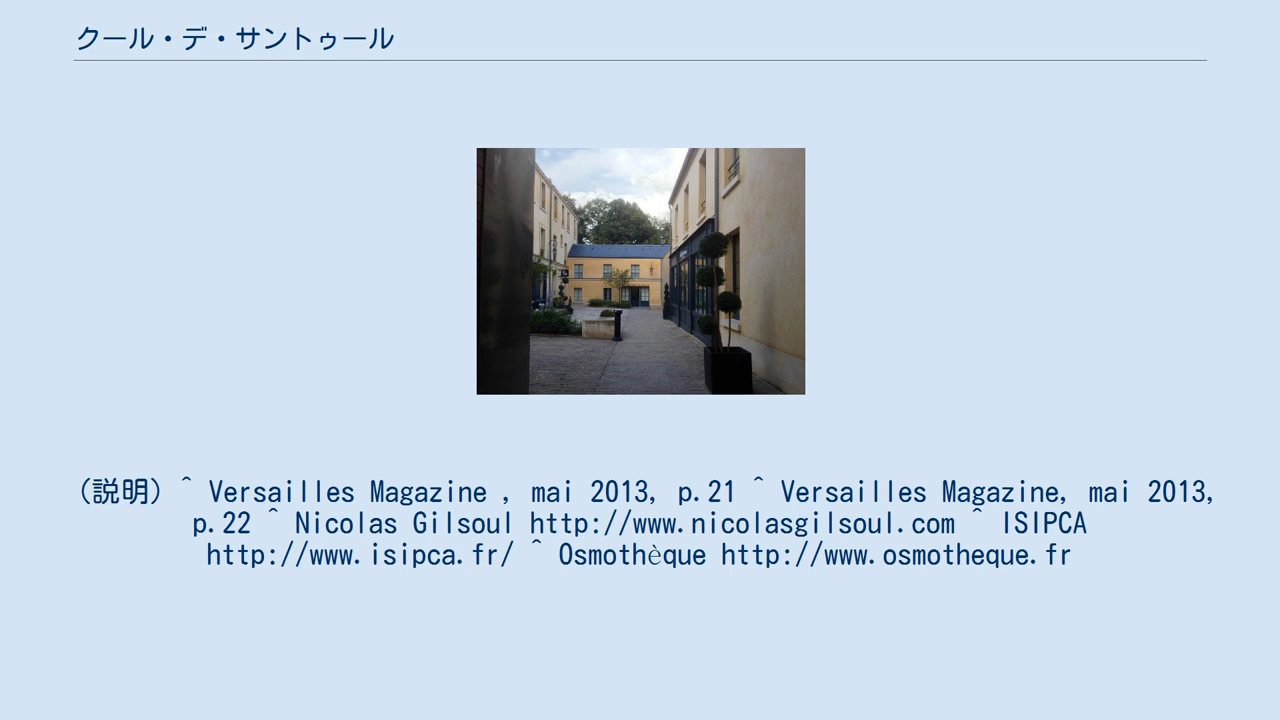 クール・デ・サントゥール
（説明）^ Versailles Magazine , mai 2013, p.21 ^ Versailles Magazine, mai 2013,
p.22 ^ Nicolas Gilsoul http://www.nicolasgilsoul.com ^ ISIPCA
http://www.isipca.fr/ ^ Osmothèque http://www.osmotheque.fr